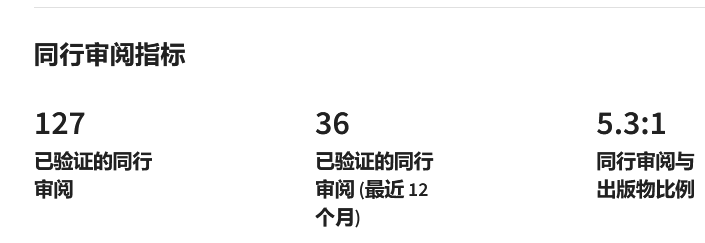 同行审阅指标
127
已验证的同行
审阅
36
已验证的同行
审阅 (最近 12
个月)
5.3:1
同行审阅与
出版物比例